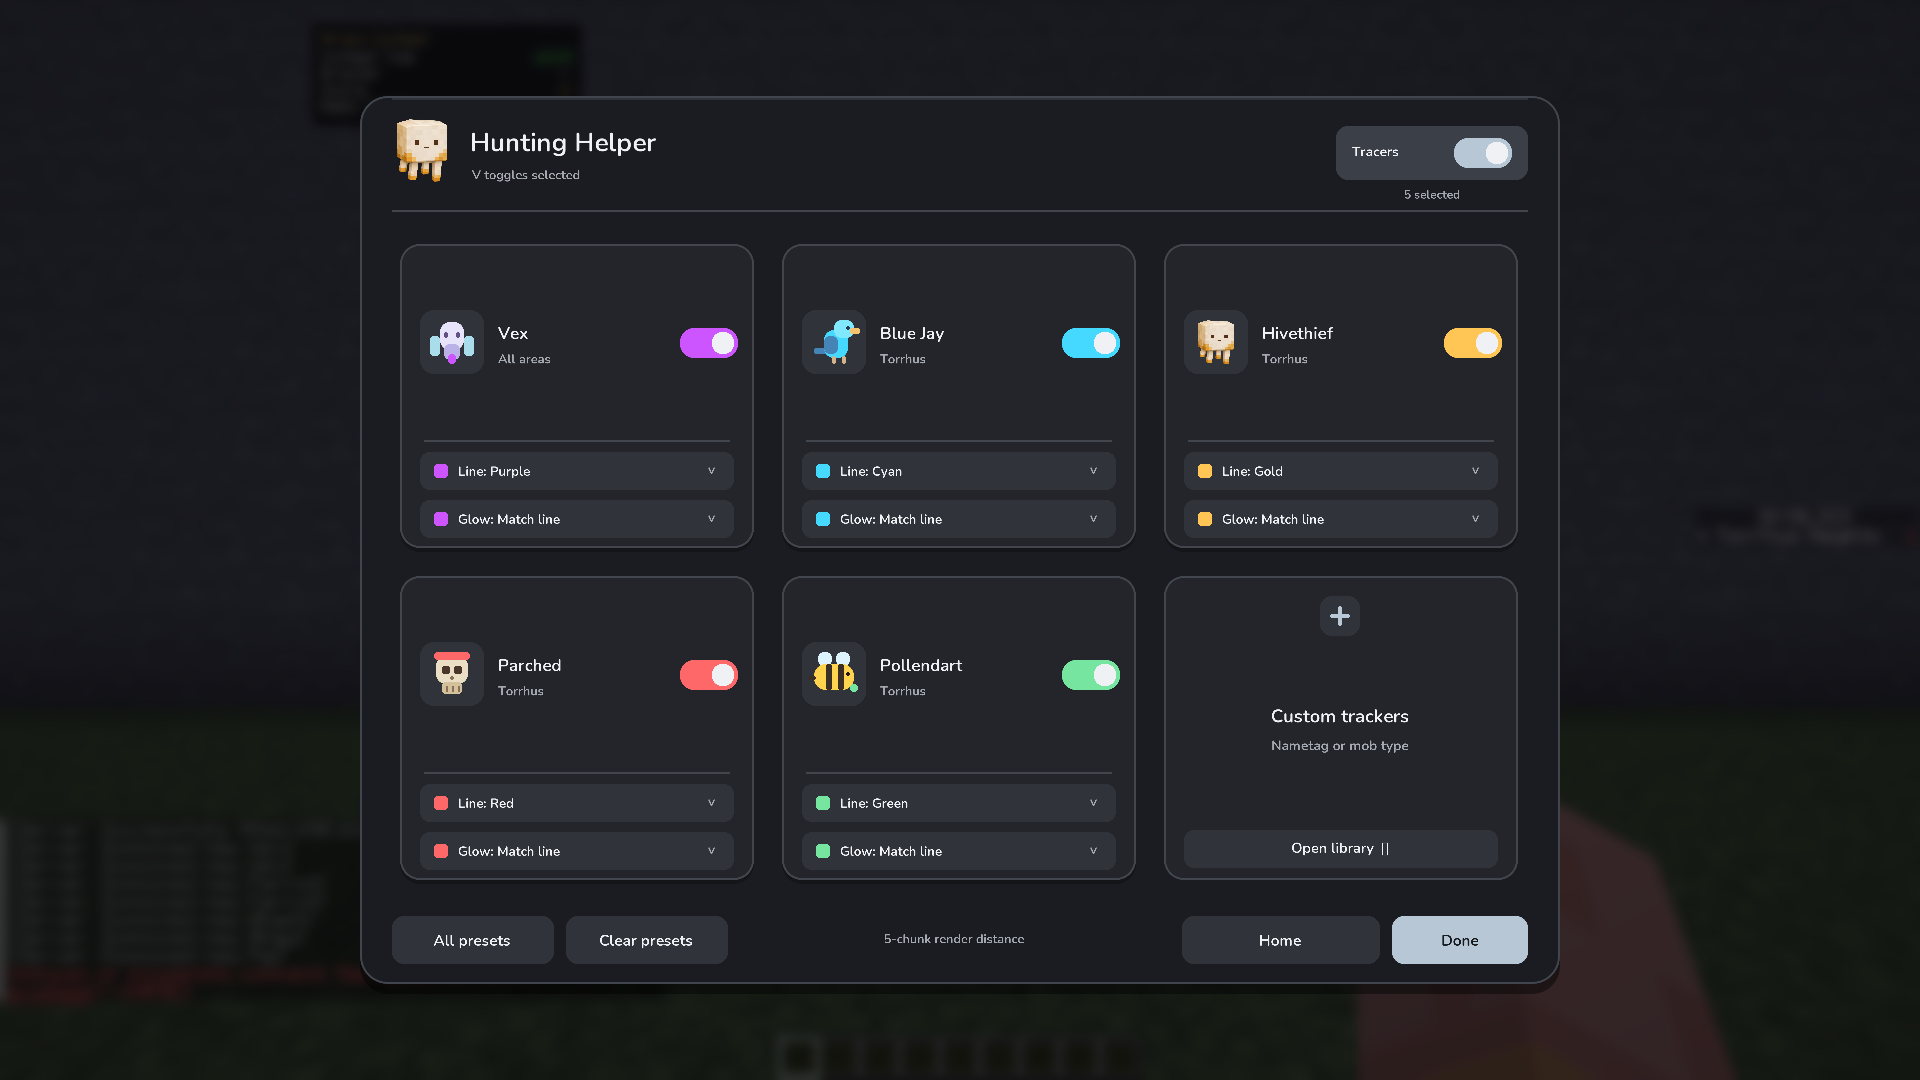 Hunting Helper
V toggles selected
Tracers
5 selected
Vex
All areas
Line: Purple
Glow: Match line
Blue Jay
Torrhus
Line: Cyan
Glow: Match line
Hivethief
Torrhus
Line: Gold
Glow: Match line
Parched
Torrhus
Line: Red
Glow: Match line
Pollendart
Torrhus
Line: Green
Glow: Match line
Custom trackers
Nametag or mob type
Open library ||
All presets
Clear presets
5-chunk render distance
Home
Done